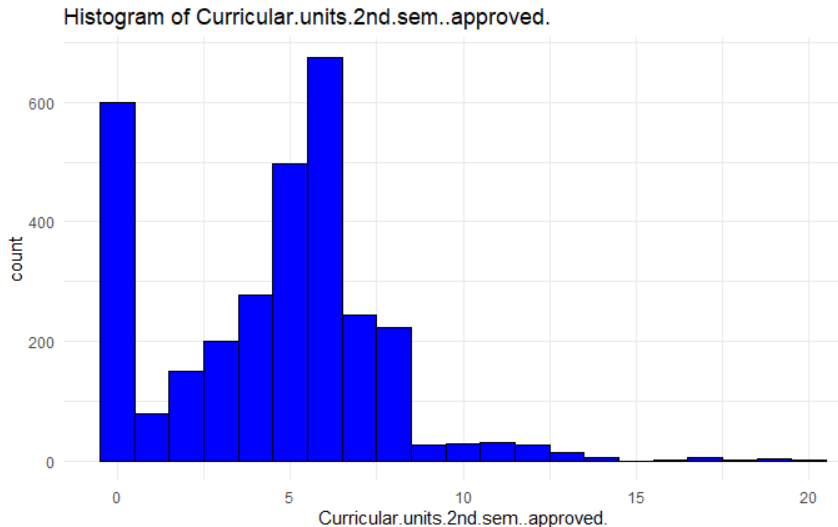 Histogram of Curricular.units.2nd.sem..approved.
600
400
200
0
count
0 5 10 15 20
Curricular.units.2nd.sem..approved.